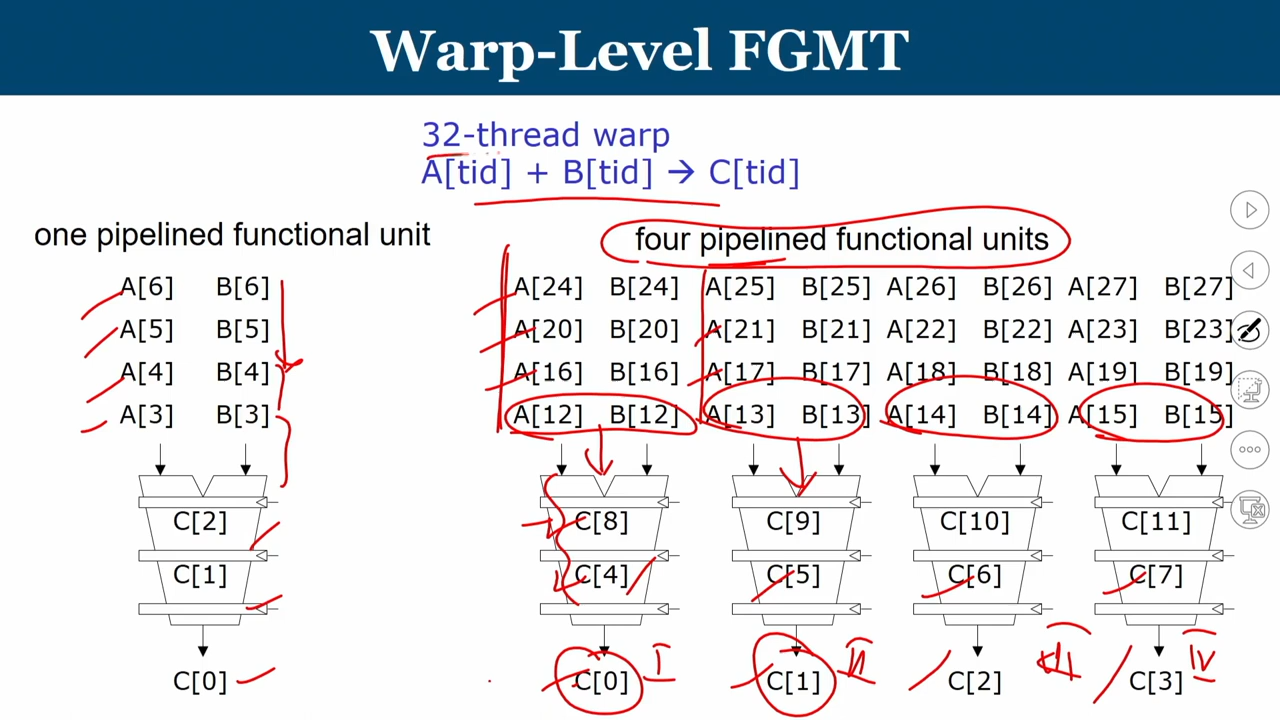 Warp-Level FGMT
32-thread warp
A[tid] + B[tid] → C[tid]
one pipelined functional unit
A[6] B[6]
A[5] B[5]
A[4] B[4]
A[3] B[3]
C[2]
C[1]
C[0]
four pipelined functional units
A[24] B[24] A[25] B[25] A[26] B[26] A[27] B[27]
A[20] B[20] A[21] B[21] A[22] B[22] A[23] B[23]
A[16] B[16] A[17] B[17] A[18] B[18] A[19] B[19]
A[12] B[12] A[13] B[13] A[14] B[14] A[15] B[15]
C[8] C[9] C[10] C[11]
C[4] C[5] C[6] C[7]
C[0] I C[1] II C[2] III C[3] IV